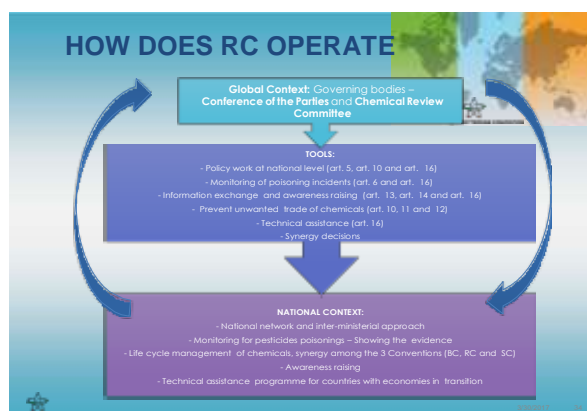 HOW DOES RC OPERATE
Global Context: Governing bodies –
Conference of the Parties and Chemical Review
Committee
TOOLS:
- Policy work at national level (art. 5, art. 10 and art. 16)
- Monitoring of poisoning incidents (art. 6 and art. 16)
- Information exchange and awareness raising (art. 13, art. 14 and art. 16)
- Prevent unwanted trade of chemicals (art. 10, 11 and 12)
- Technical assistance (art. 16)
- Synergy decisions
NATIONAL CONTEXT:
- National network and inter-ministerial approach
- Monitoring for pesticides poisonings – Showing the evidence
- Life cycle management of chemicals, synergy among the 3 Conventions (BC, RC and SC)
- Awareness raising
- Technical assistance programme for countries with economies in transition